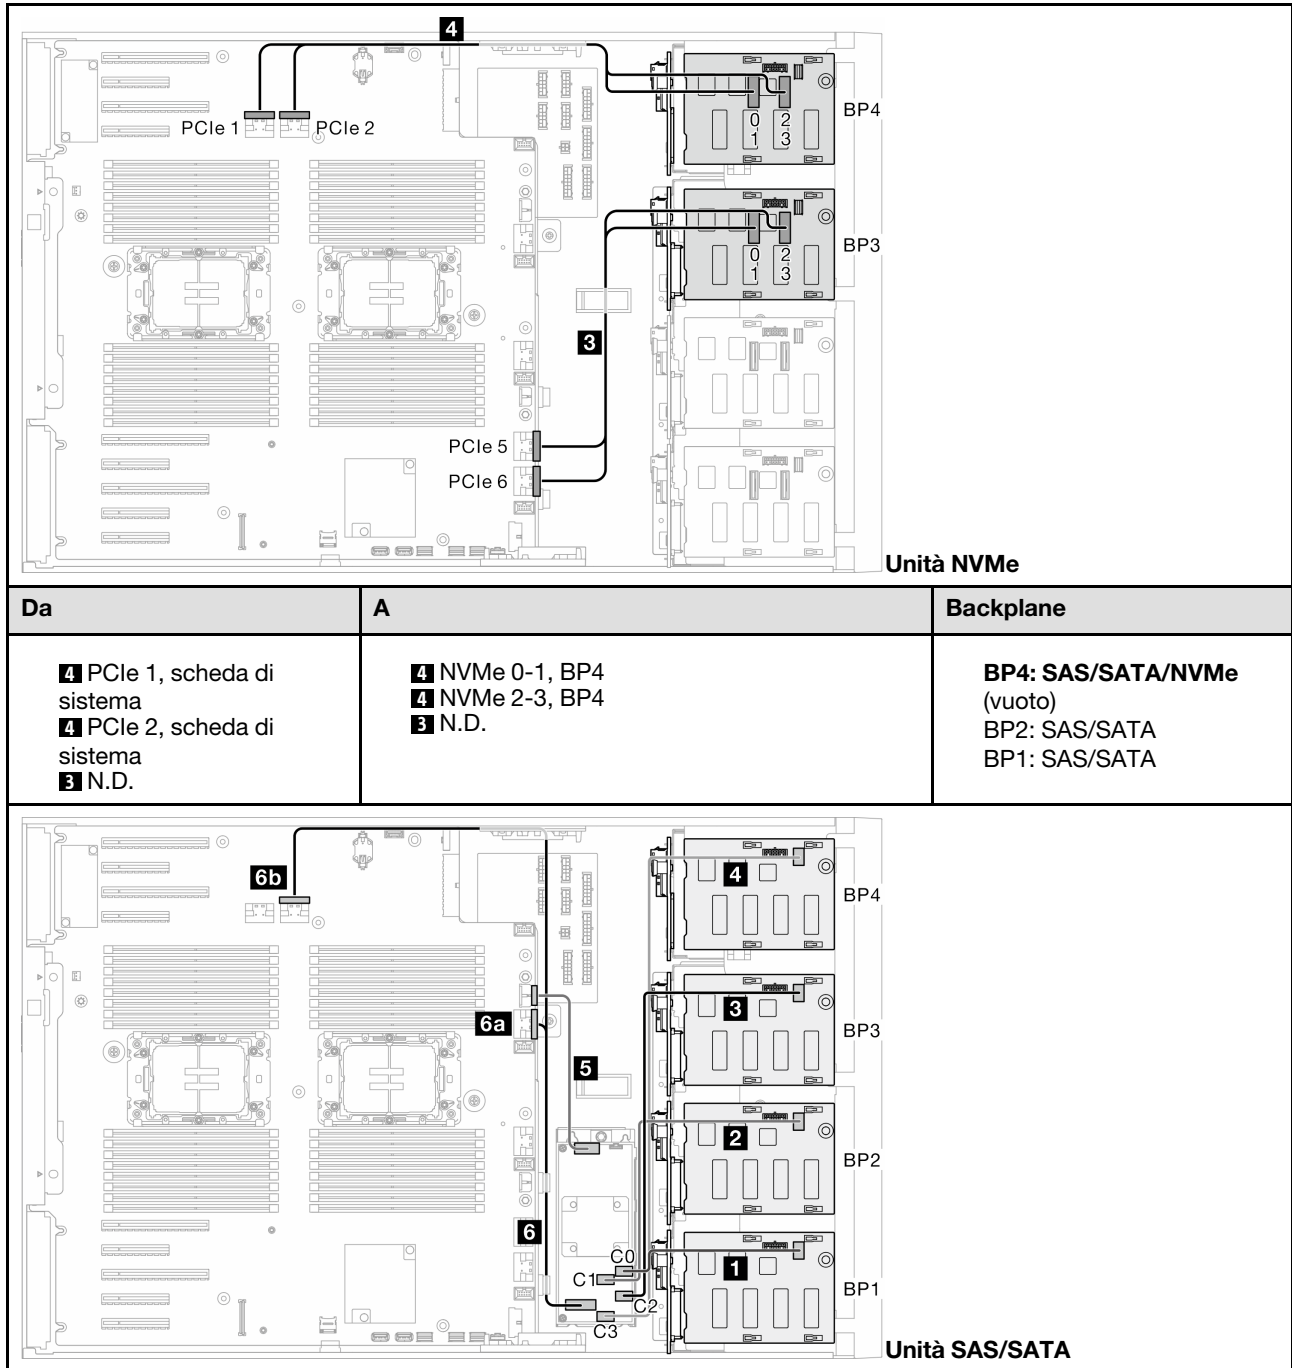 4
PCIe 1
PCIe 2
0 2
1 3
BP4
0 2
1 3
BP3
3
PCIe 5
PCIe 6
Unità NVMe
Da
A
Backplane
4 PCIe 1, scheda di
sistema
4 PCIe 2, scheda di
sistema
3 N.D.
4 NVMe 0-1, BP4
4 NVMe 2-3, BP4
3 N.D.
BP4: SAS/SATA/NVMe
(vuoto)
BP2: SAS/SATA
BP1: SAS/SATA
6b
4
BP4
6a
3
BP3
5
2
BP2
6
C0
C1
C2
C3
1
BP1
Unità SAS/SATA